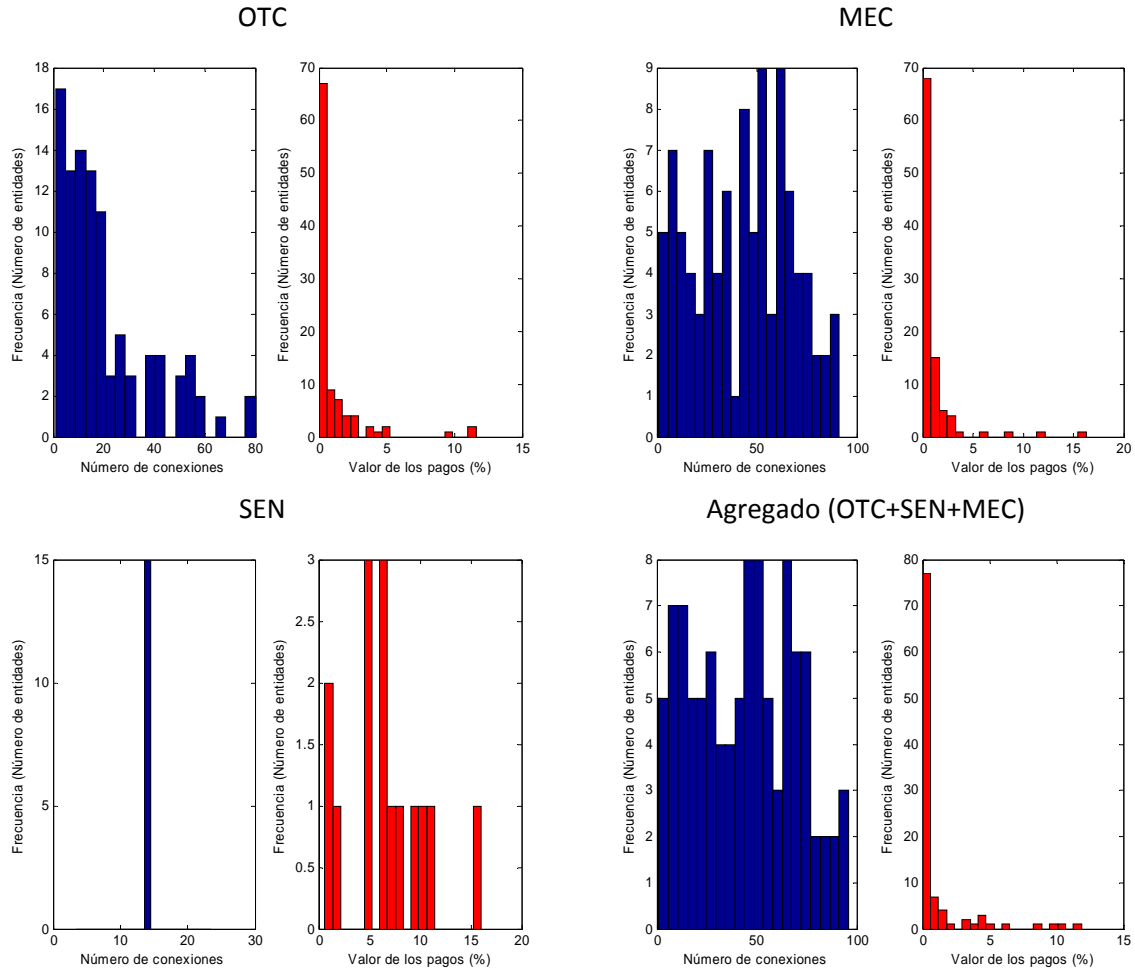 OTC
18
16
14
12
10
8
6
4
2
0
Frecuencia (Número de entidades)
0 20 40 60 80
Número de conexiones
70
60
50
40
30
20
10
0
Frecuencia (Número de entidades)
0 5 10 15
Valor de los pagos (%)
MEC
9
8
7
6
5
4
3
2
1
0
Frecuencia (Número de entidades)
0 50 100
Número de conexiones
70
60
50
40
30
20
10
0
Frecuencia (Número de entidades)
0 5 10 15 20
Valor de los pagos (%)
SEN
15
10
5
0
Frecuencia (Número de entidades)
0 10 20 30
Número de conexiones
3
2.5
2
1.5
1
0.5
0
Frecuencia (Número de entidades)
0 5 10 15 20
Valor de los pagos (%)
Agregado (OTC+SEN+MEC)
8
7
6
5
4
3
2
1
0
Frecuencia (Número de entidades)
0 50 100
Número de conexiones
80
70
60
50
40
30
20
10
0
Frecuencia (Número de entidades)
0 5 10 15
Valor de los pagos (%)